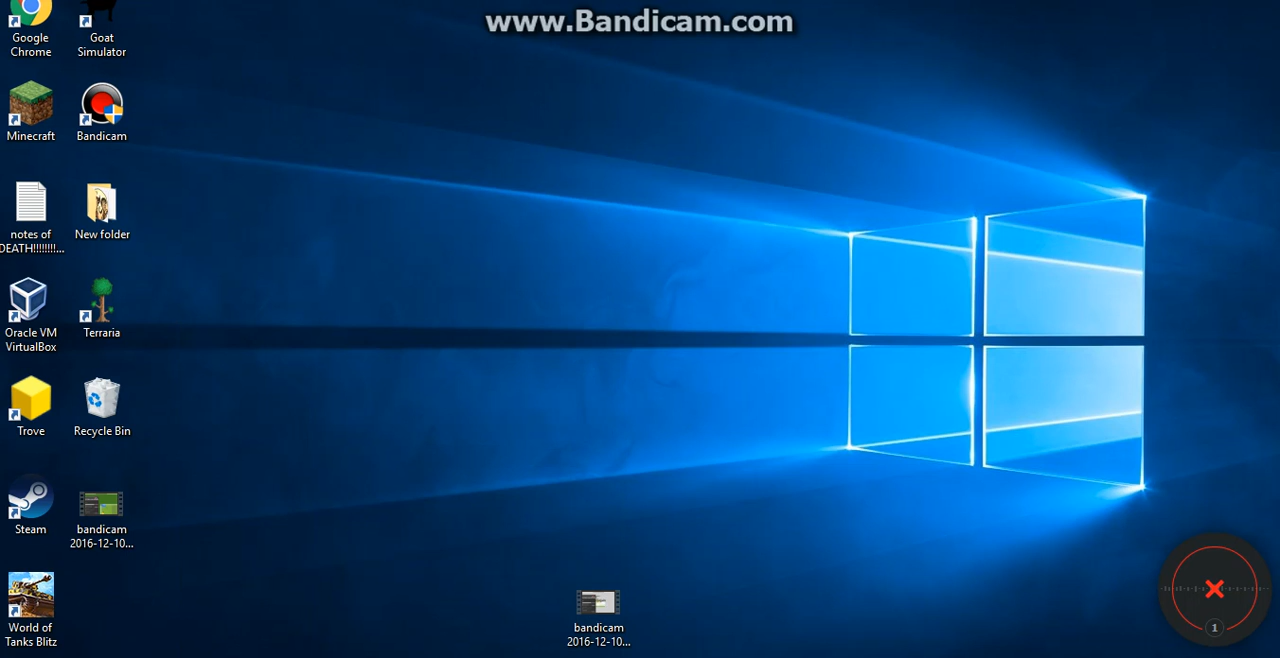 www.Bandicam.com
Google
Chrome
Goat
Simulator
Minecraft
Bandicam
notes of
DEATH!!!!!!!!...
New folder
Oracle VM
VirtualBox
Terraria
Trove
Recycle Bin
Steam
bandicam
2016-12-10...
World of
Tanks Blitz
bandicam
2016-12-10...
1